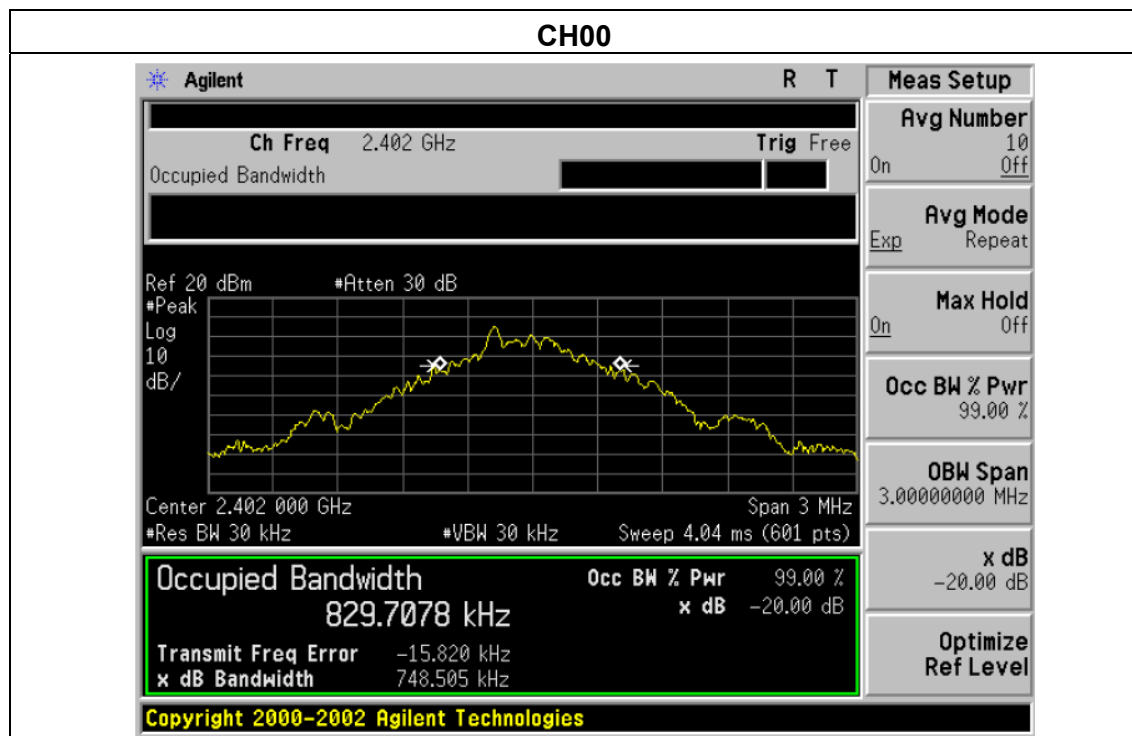 CH00
Agilent R T
Ch Freq 2.402 GHz Trig Free
Occupied Bandwidth
Ref 20 dBm #Atten 30 dB
#Peak
Log
10
dB/
Center 2.402 000 GHz Span 3 MHz
#Res BW 30 kHz #VBW 30 kHz Sweep 4.04 ms (601 pts)
Occupied Bandwidth Occ BW % Pwr 99.00 %
829.7078 kHz x dB -20.00 dB
Transmit Freq Error -15.820 kHz
x dB Bandwidth 748.505 kHz
Copyright 2000-2002 Agilent Technologies
Meas Setup
Avg Number
10
On Off
Avg Mode
Exp Repeat
Max Hold
On Off
Occ BW % Pwr
99.00 %
OBW Span
3.00000000 MHz
x dB
-20.00 dB
Optimize
Ref Level